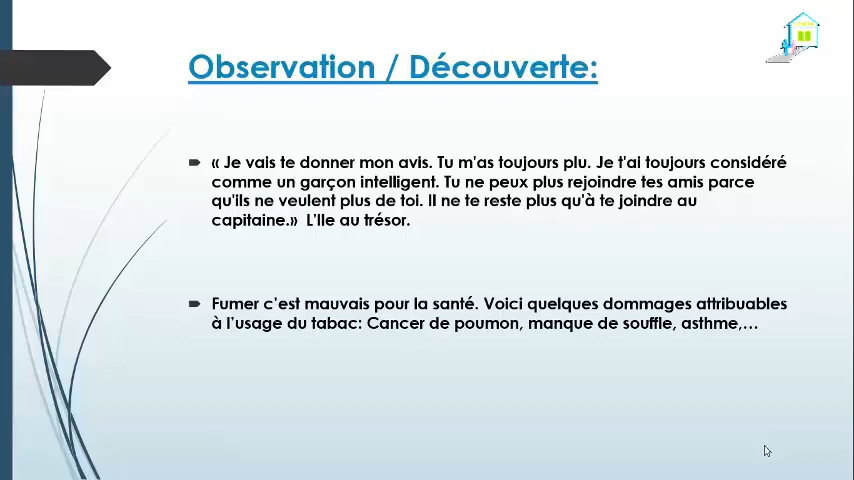 Observation / Découverte:
« Je vais te donner mon avis. Tu m'as toujours plu. Je t'ai toujours considéré
comme un garçon intelligent. Tu ne peux plus rejoindre tes amis parce
qu'ils ne veulent plus de toi. Il ne te reste plus qu'à te joindre au
capitaine.» L'Ile au trésor.
Fumer c'est mauvais pour la santé. Voici quelques dommages attribuables
à l'usage du tabac: Cancer de poumon, manque de souffle, asthme,…